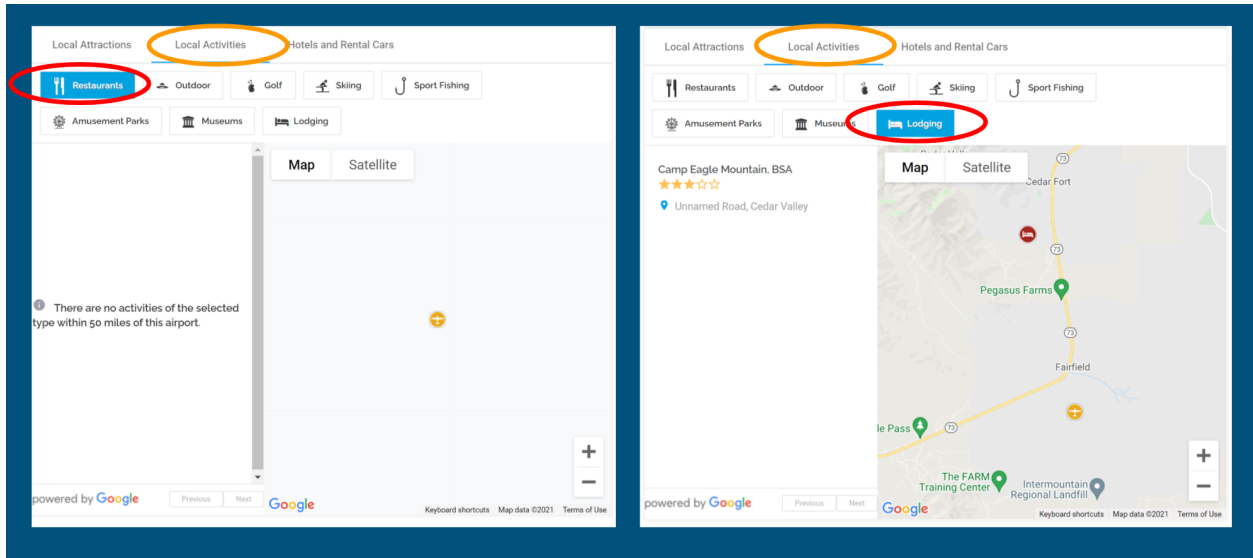 Local Attractions Local Activities Hotels and Rental Cars
Restaurants Outdoor Golf Skiing Sport Fishing
Amusement Parks Museums Lodging
Map Satellite
There are no activities of the selected
type within 50 miles of this airport.
powered by Google Previous Next
Google
Keyboard shortcuts Map data ©2021 Terms of Use
Local Attractions Local Activities Hotels and Rental Cars
Restaurants Outdoor Golf Skiing Sport Fishing
Amusement Parks Museums Lodging
Camp Eagle Mountain, BSA
Unnamed Road, Cedar Valley
Map Satellite
73
Cedar Fort
73
Pegasus Farms
73
Fairfield
le Pass
73
The FARM
Training Center
Intermountain
Regional Landfill
powered by Google Previous Next
Google
Keyboard shortcuts Map data ©2021 Terms of Use